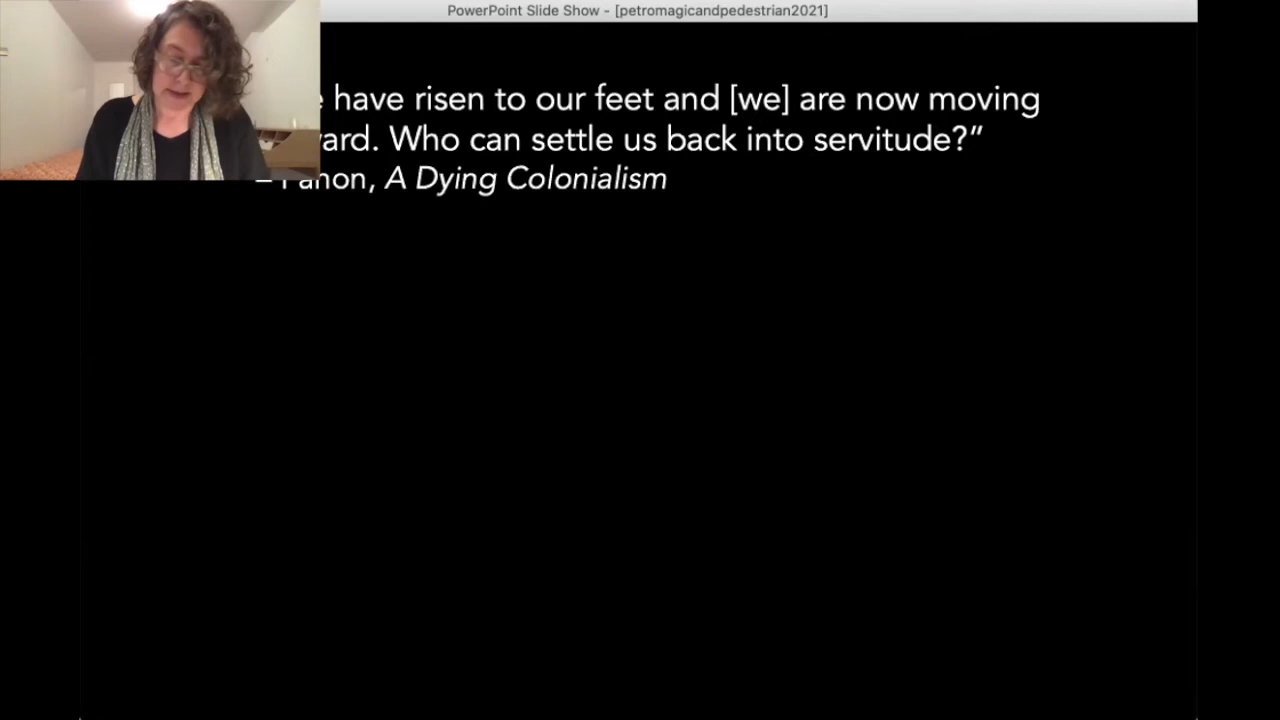 PowerPoint Slide Show - [petromagicandpedestrian2021]
have risen to our feet and [we] are now moving
Who can settle us back into servitude?”
A Dying Colonialism